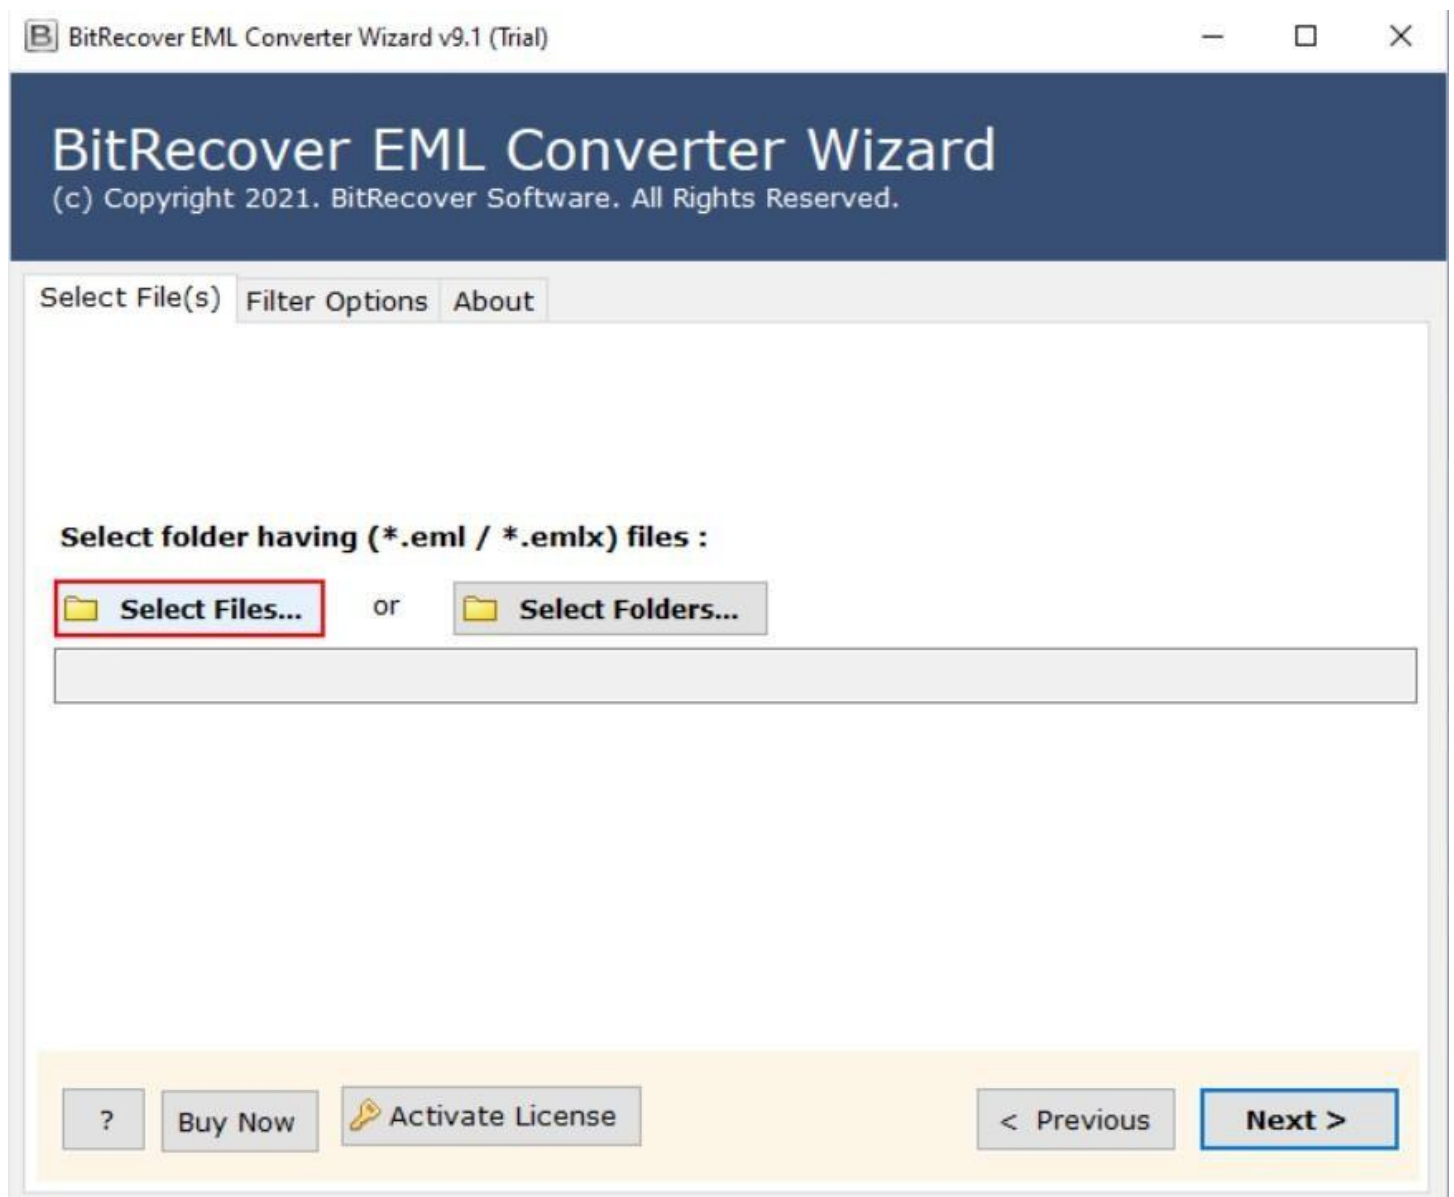 B BitRecover EML Converter Wizard v9.1 (Trial)
BitRecover EML Converter Wizard
(c) Copyright 2021. BitRecover Software. All Rights Reserved.
Select File(s) Filter Options About
Select folder having (*.eml / *.emlx) files :
Select Files... or Select Folders...
? Buy Now Activate License < Previous Next >